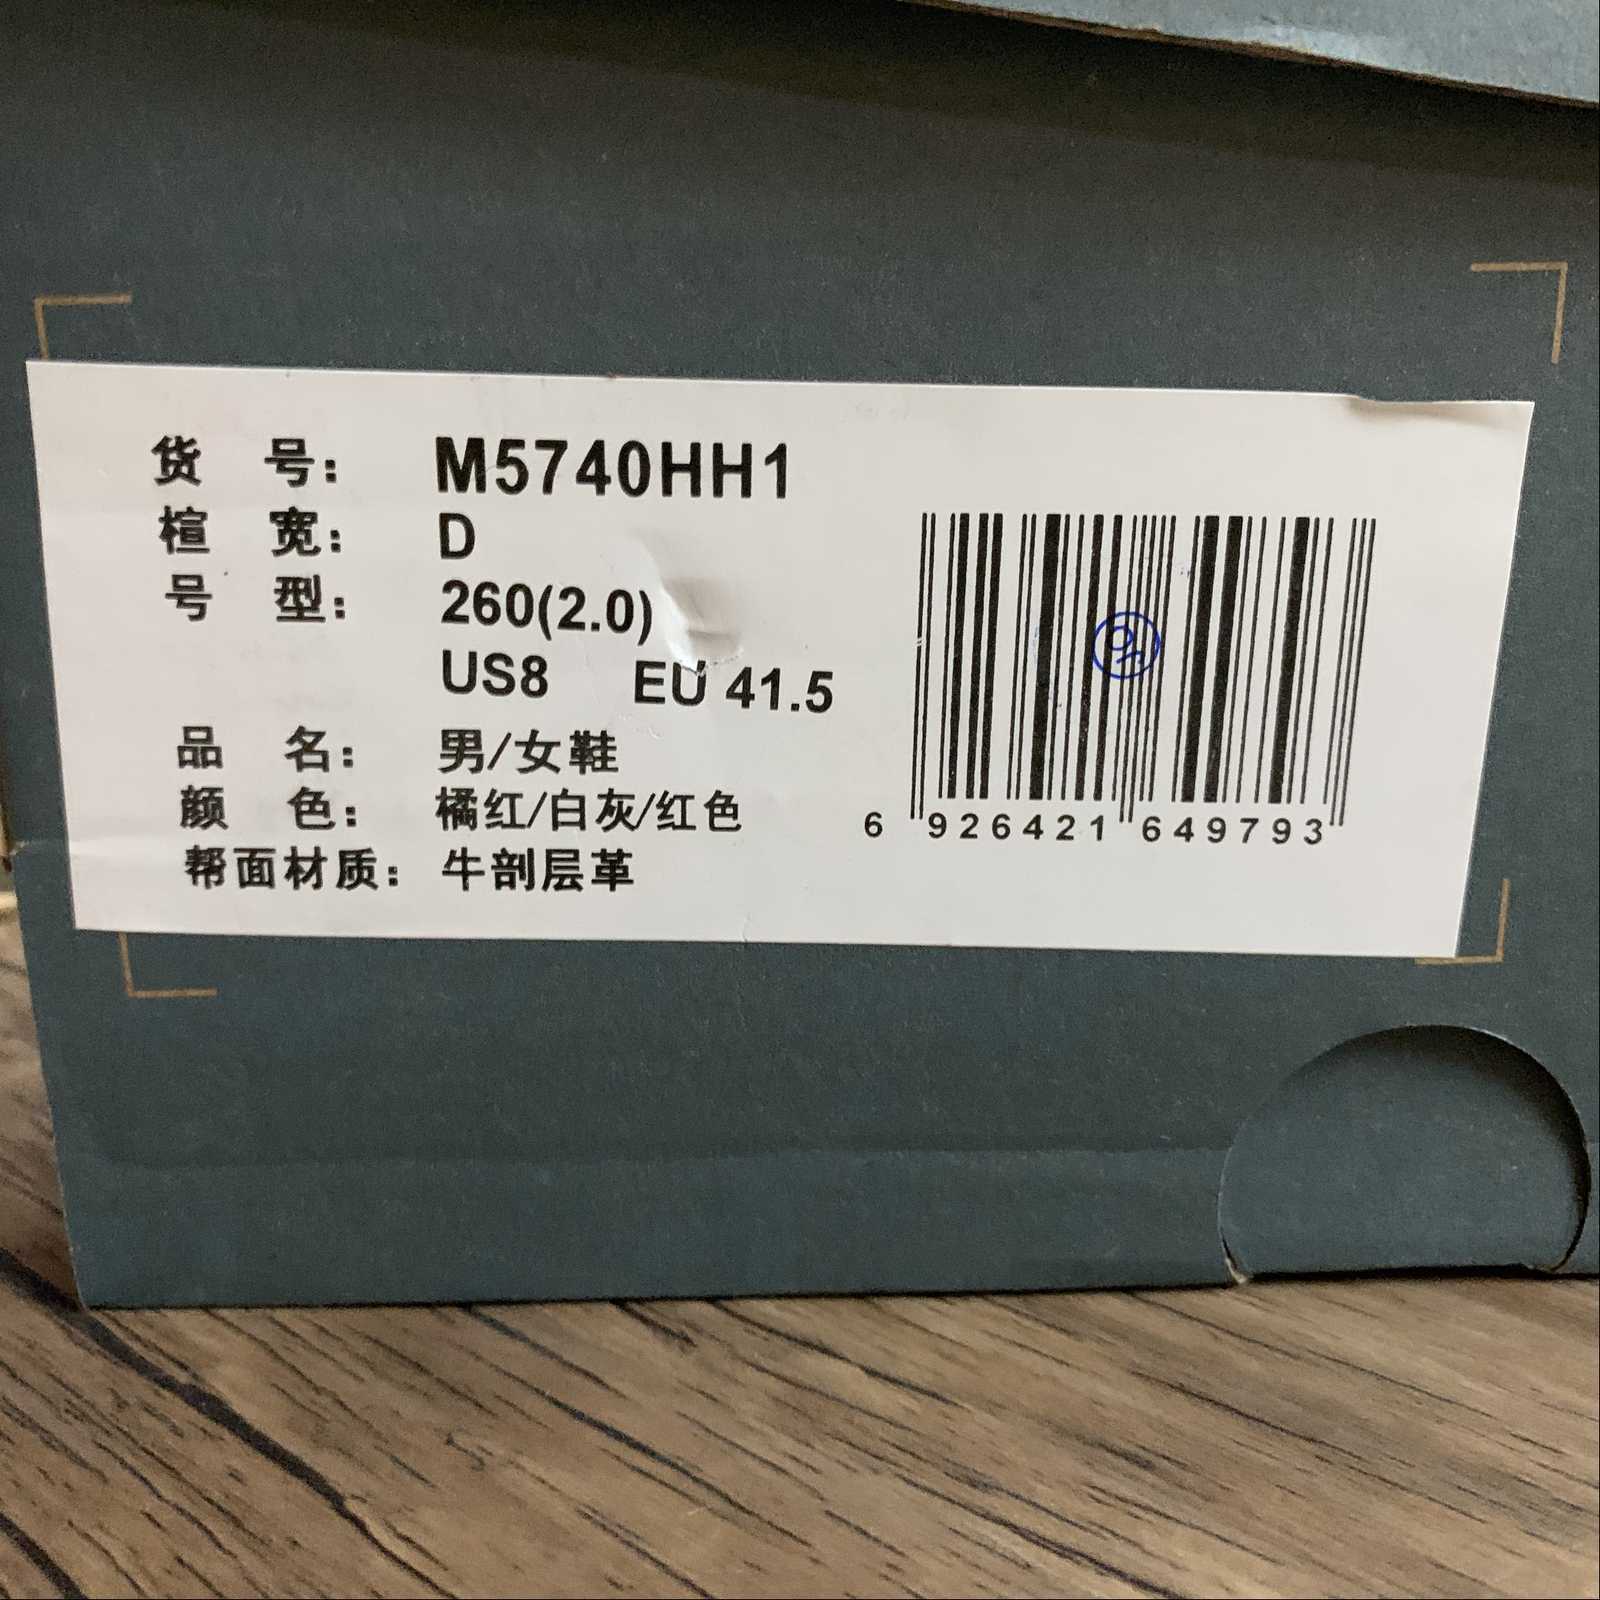 货 号: M5740HH1
楦 宽: D
号 型: 260(2.0)
US8 EU 41.5
品 名: 男/女鞋
颜 色: 橘红/白灰/红色
帮面材质: 牛剖层革
6 926421 649793